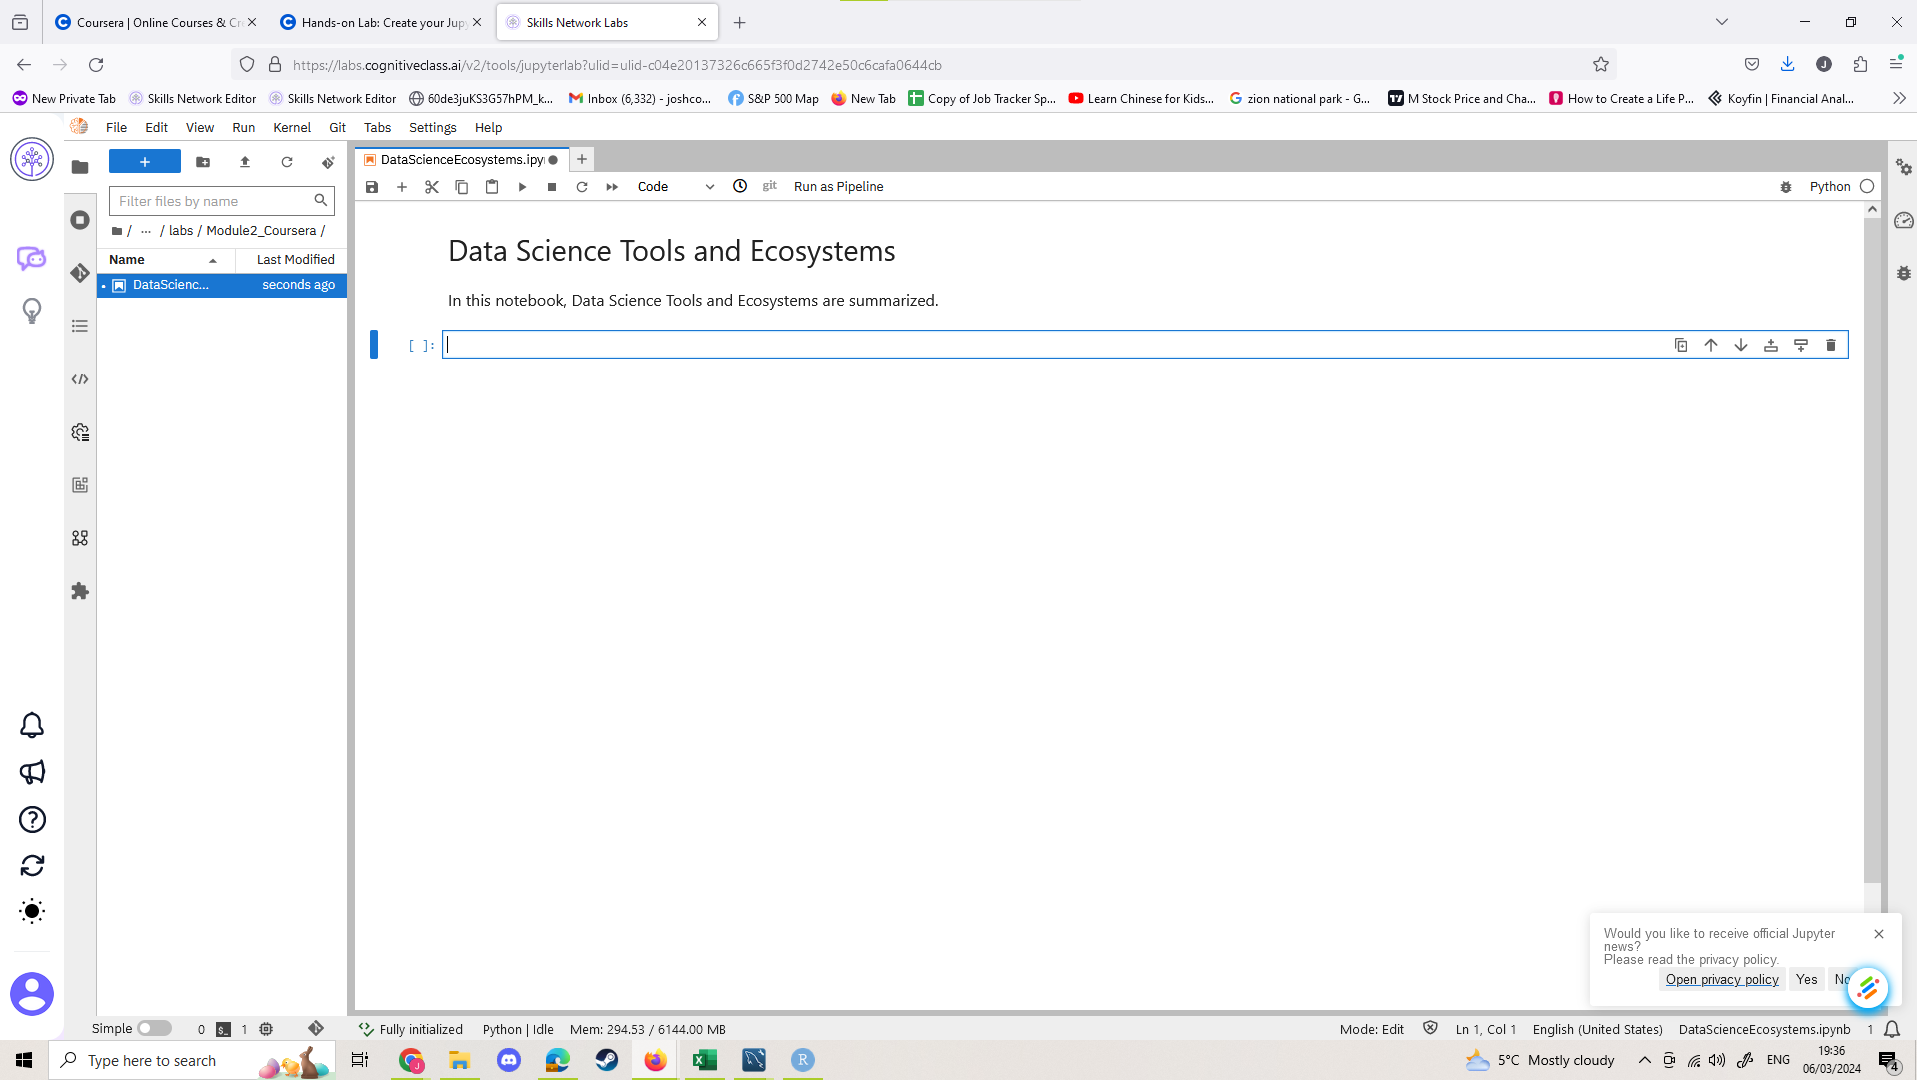 Coursera | Online Courses & Cr
Hands-on Lab: Create your Jup
Skills Network Labs
https://labs.cognitiveclass.ai/v2/tools/jupyterlab?ulid=ulid-c04e20137326c665f3f0d2742e50c6cafa0644cb
New Private Tab
Skills Network Editor
Skills Network Editor
60de3juKS3G57hPM_k...
Inbox (6,332) - joshco...
S&P 500 Map
New Tab
Copy of Job Tracker Sp...
Learn Chinese for Kids...
zion national park - G...
M Stock Price and Cha...
How to Create a Life P...
Koyfin | Financial Anal...
File Edit View Run Kernel Git Tabs Settings Help
DataScienceEcosystems.ipy
Filter files by name
Code
git
Run as Pipeline
Python
/ ··· / labs / Module2_Coursera /
Name
Last Modified
DataScienc...
seconds ago
Data Science Tools and Ecosystems
In this notebook, Data Science Tools and Ecosystems are summarized.
[ ]:
Would you like to receive official Jupyter
news?
Please read the privacy policy.
Open privacy policy
Yes
No
Simple
0
$_
1
Fully initialized
Python | Idle
Mem: 294.53 / 6144.00 MB
Mode: Edit
Ln 1, Col 1
English (United States)
DataScienceEcosystems.ipynb
1
Type here to search
5°C Mostly cloudy
ENG
19:36
06/03/2024
4